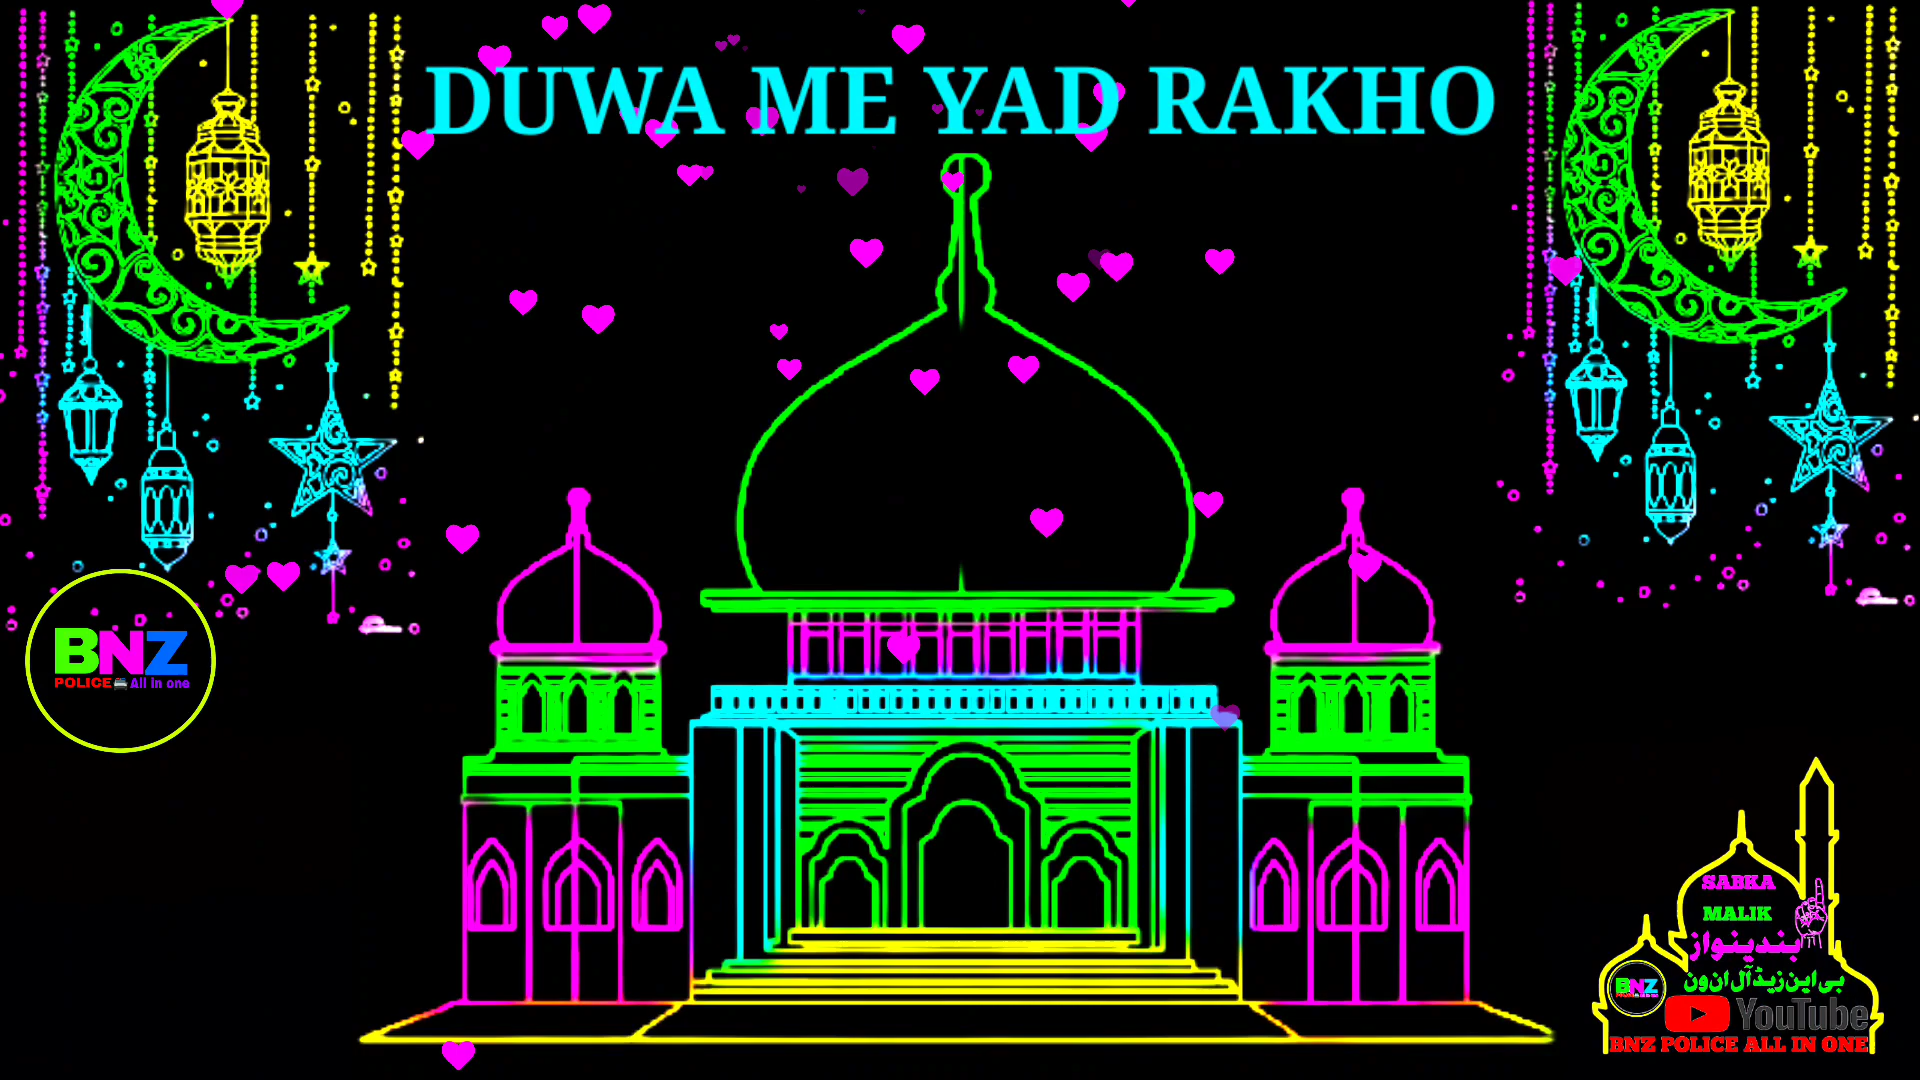 DUWA ME YAD RAKHO
BNZ
POLICE All in one
SABKA
MALIK
بندینواز
بی این زیڈ آل ان ون
BNZ
YouTube
BNZ POLICE ALL IN ONE